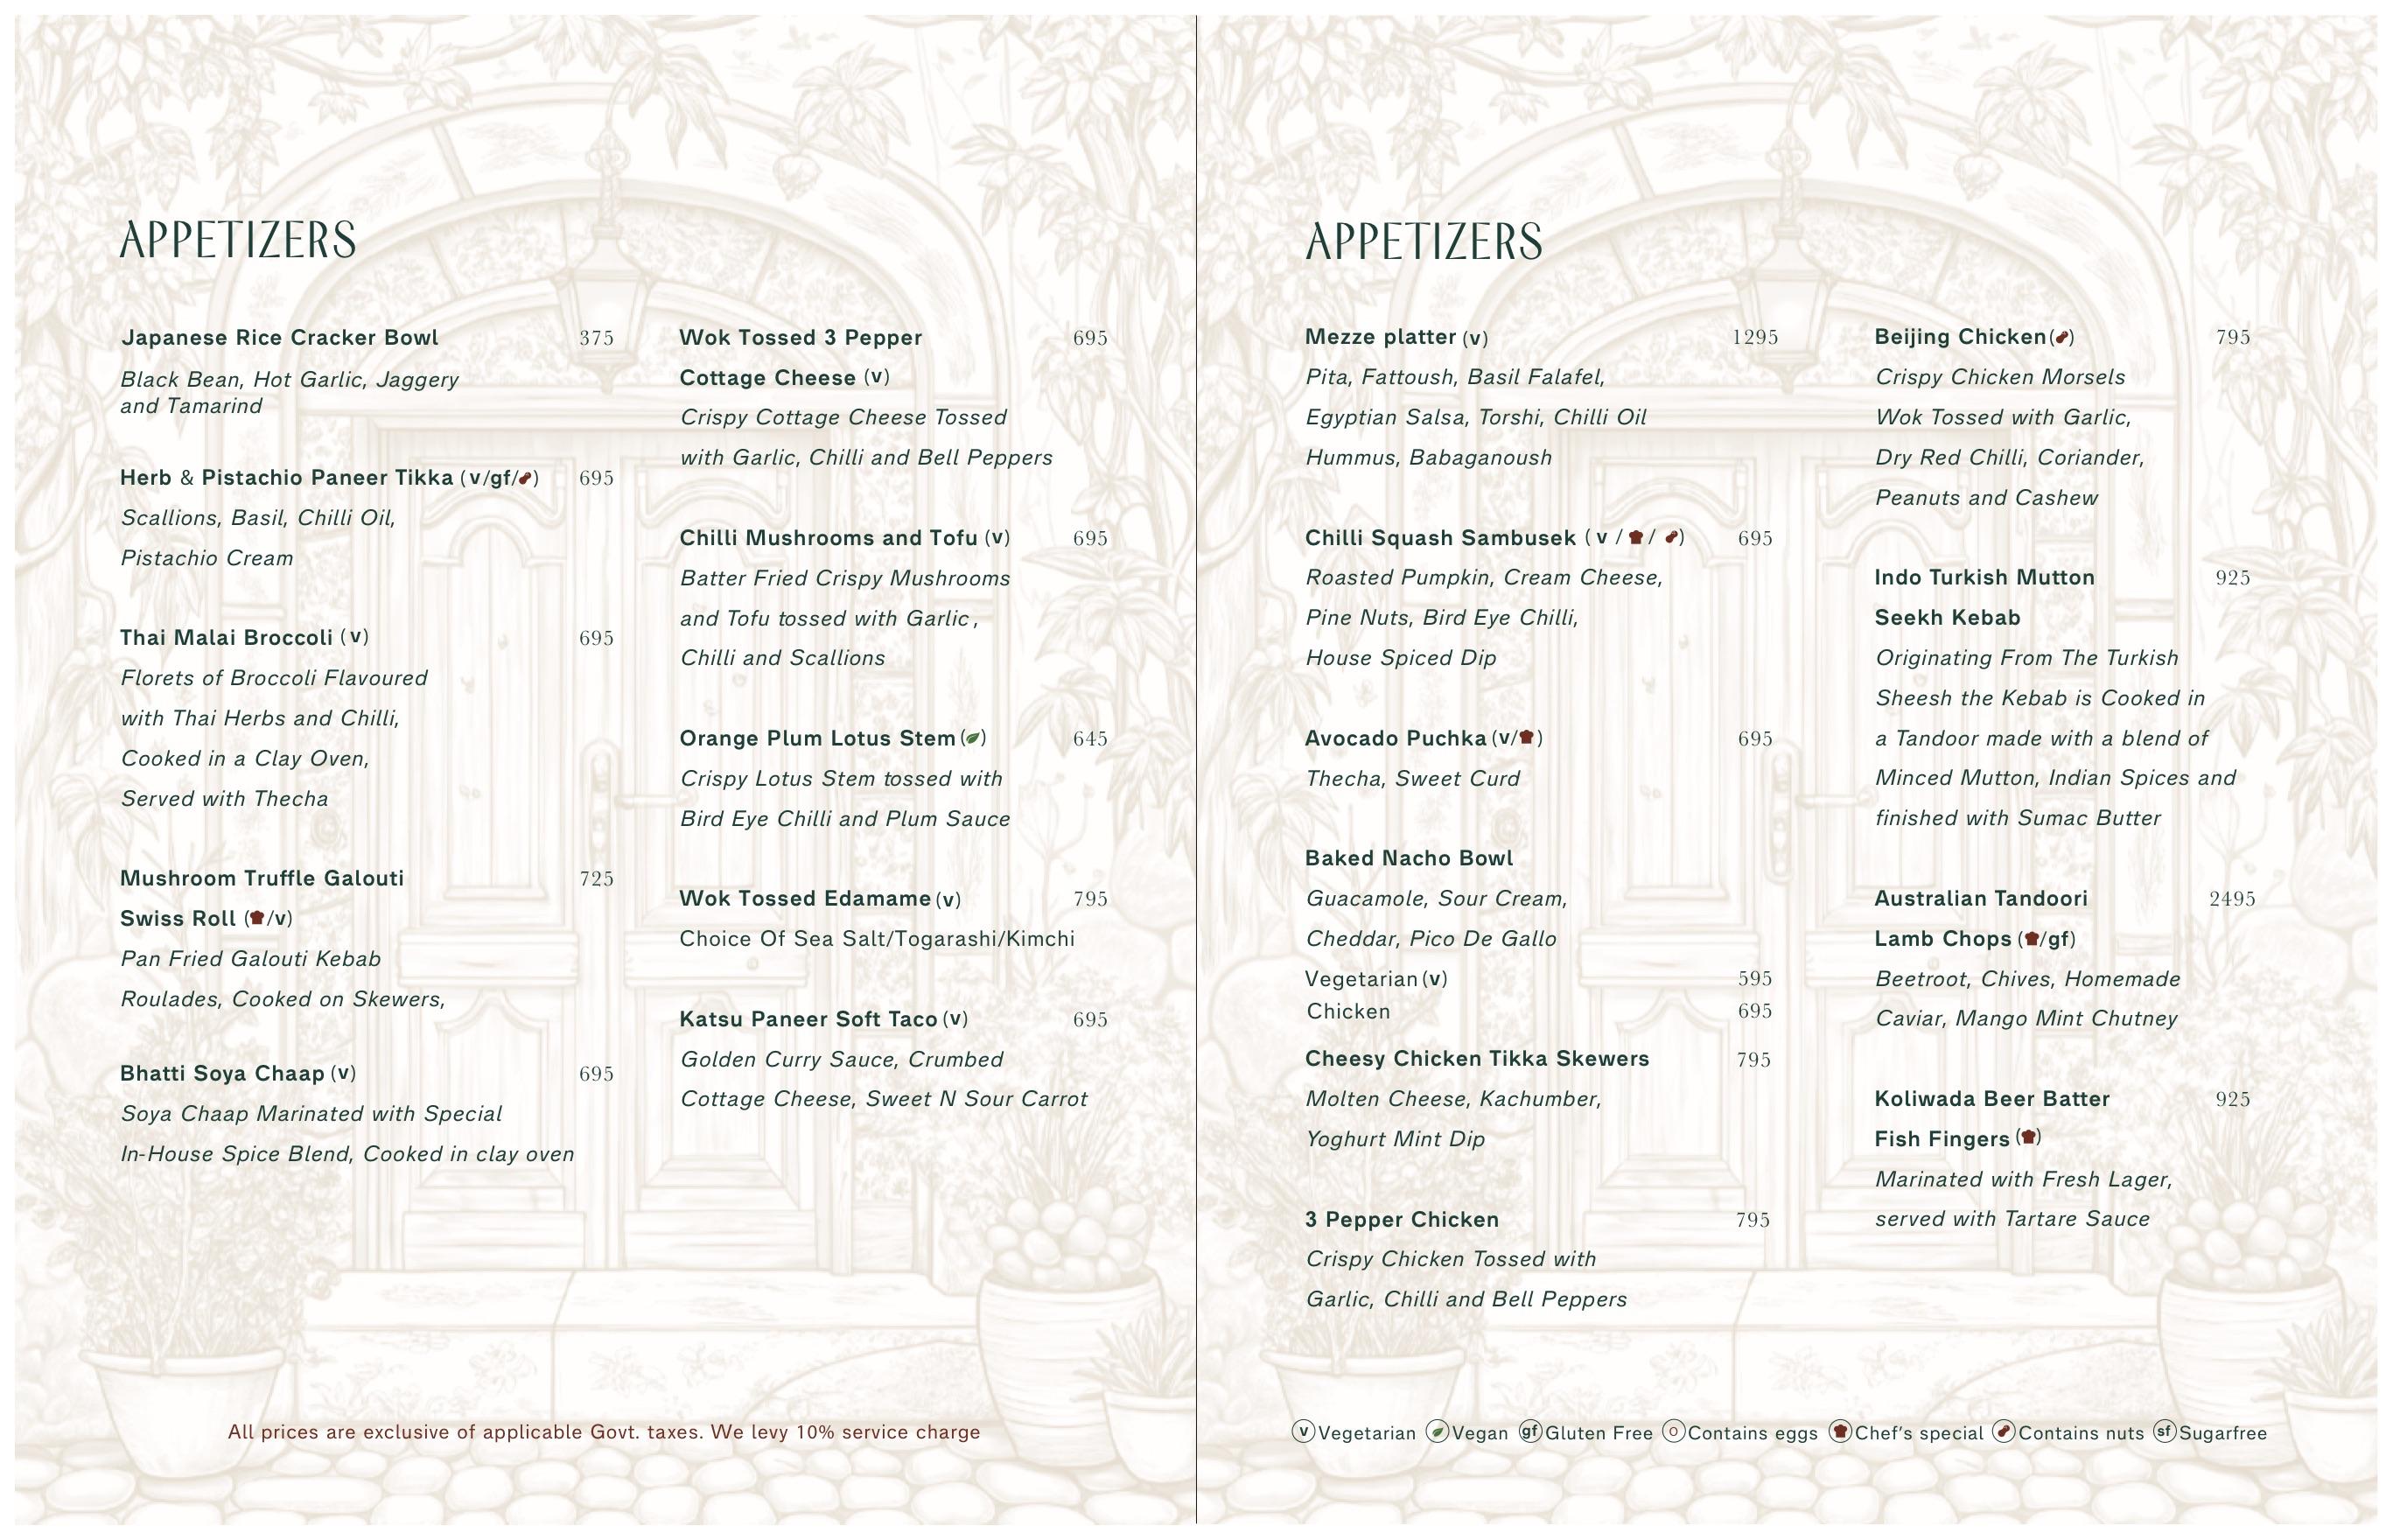 APPETIZERS
Japanese Rice Cracker Bowl 375
Black Bean, Hot Garlic, Jaggery
and Tamarind
Herb & Pistachio Paneer Tikka (v/gf/) 695
Scallions, Basil, Chilli Oil,
Pistachio Cream
Thai Malai Broccoli (v) 695
Florets of Broccoli Flavoured
with Thai Herbs and Chilli,
Cooked in a Clay Oven,
Served with Thecha
Mushroom Truffle Galouti 725
Swiss Roll (/v)
Pan Fried Galouti Kebab
Roulades, Cooked on Skewers,
Bhatti Soya Chaap (v) 695
Soya Chaap Marinated with Special
In-House Spice Blend, Cooked in clay oven
Wok Tossed 3 Pepper 695
Cottage Cheese (v)
Crispy Cottage Cheese Tossed
with Garlic, Chilli and Bell Peppers
Chilli Mushrooms and Tofu (v) 695
Batter Fried Crispy Mushrooms
and Tofu tossed with Garlic ,
Chilli and Scallions
Orange Plum Lotus Stem () 645
Crispy Lotus Stem tossed with
Bird Eye Chilli and Plum Sauce
Wok Tossed Edamame (v) 795
Choice Of Sea Salt/Togarashi/Kimchi
Katsu Paneer Soft Taco (v) 695
Golden Curry Sauce, Crumbed
Cottage Cheese, Sweet N Sour Carrot
All prices are exclusive of applicable Govt. taxes. We levy 10% service charge
APPETIZERS
Mezze platter (v) 1295
Pita, Fattoush, Basil Falafel,
Egyptian Salsa, Torshi, Chilli Oil
Hummus, Babaganoush
Chilli Squash Sambusek ( v / / ) 695
Roasted Pumpkin, Cream Cheese,
Pine Nuts, Bird Eye Chilli,
House Spiced Dip
Avocado Puchka (v/) 695
Thecha, Sweet Curd
Baked Nacho Bowl
Guacamole, Sour Cream,
Cheddar, Pico De Gallo
Vegetarian (v) 595
Chicken 695
Cheesy Chicken Tikka Skewers 795
Molten Cheese, Kachumber,
Yoghurt Mint Dip
3 Pepper Chicken 795
Crispy Chicken Tossed with
Garlic, Chilli and Bell Peppers
Beijing Chicken () 795
Crispy Chicken Morsels
Wok Tossed with Garlic,
Dry Red Chilli, Coriander,
Peanuts and Cashew
Indo Turkish Mutton 925
Seekh Kebab
Originating From The Turkish
Sheesh the Kebab is Cooked in
a Tandoor made with a blend of
Minced Mutton, Indian Spices and
finished with Sumac Butter
Australian Tandoori 2495
Lamb Chops (/gf)
Beetroot, Chives, Homemade
Caviar, Mango Mint Chutney
Koliwada Beer Batter 925
Fish Fingers ()
Marinated with Fresh Lager,
served with Tartare Sauce
v Vegetarian Vegan gf Gluten Free O Contains eggs Chef's special Contains nuts sf Sugarfree